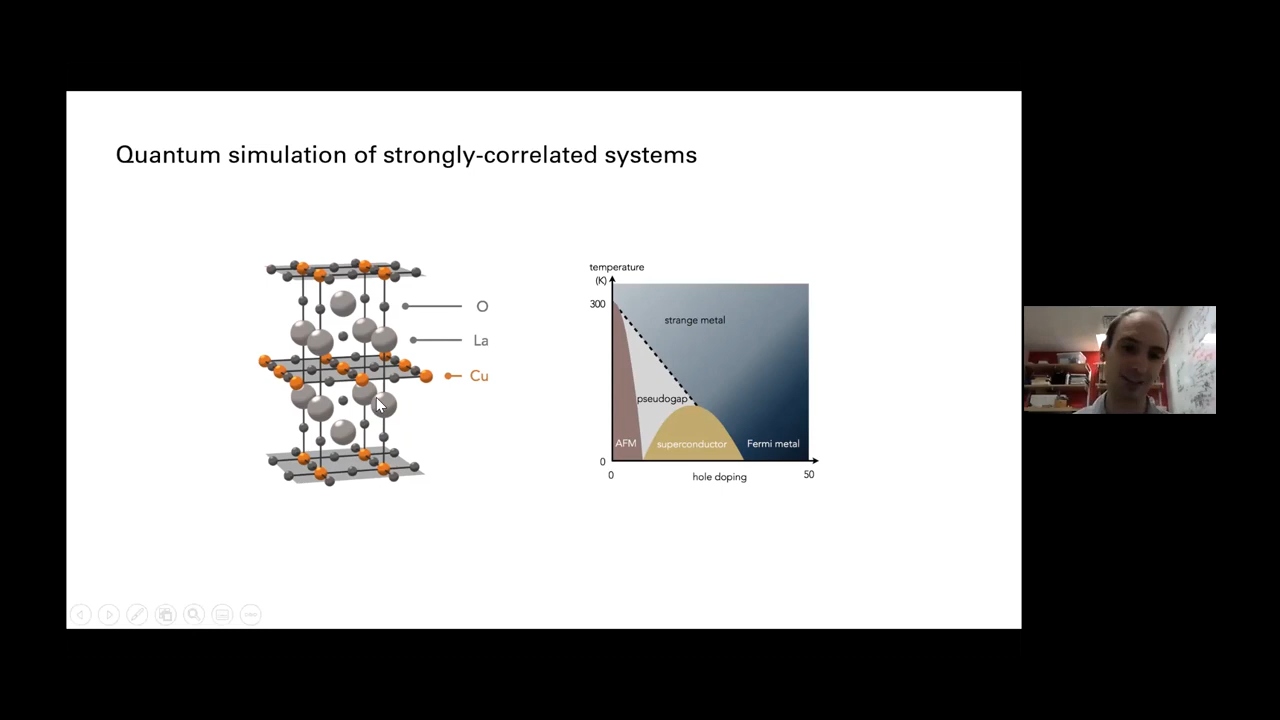 Quantum simulation of strongly-correlated systems
O
La
Cu
temperature
(K)
300
strange metal
pseudogap
AFM
superconductor
Fermi metal
0
0
hole doping
50